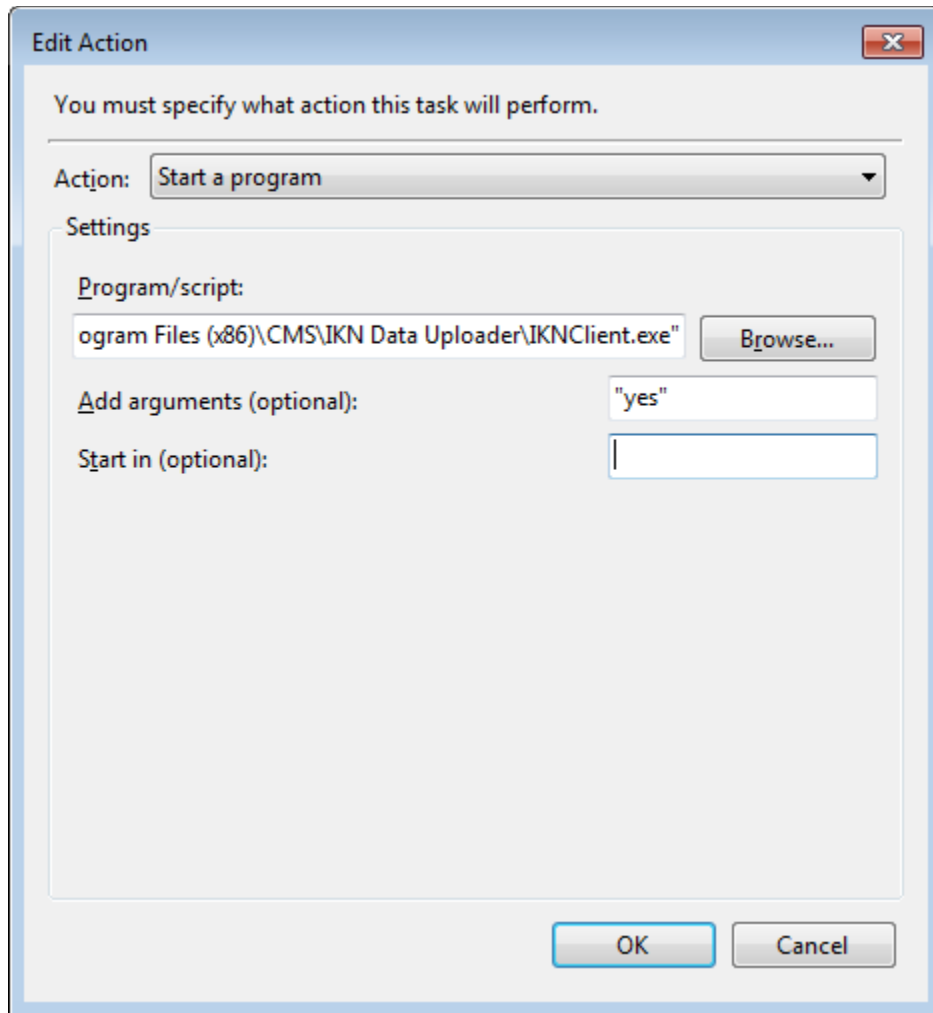 Edit Action
You must specify what action this task will perform.
Action: Start a program
Settings
Program/script:
ogram Files (x86)\CMS\IKN Data Uploader\IKNClient.exe" Browse...
Add arguments (optional): "yes"
Start in (optional):
OK Cancel